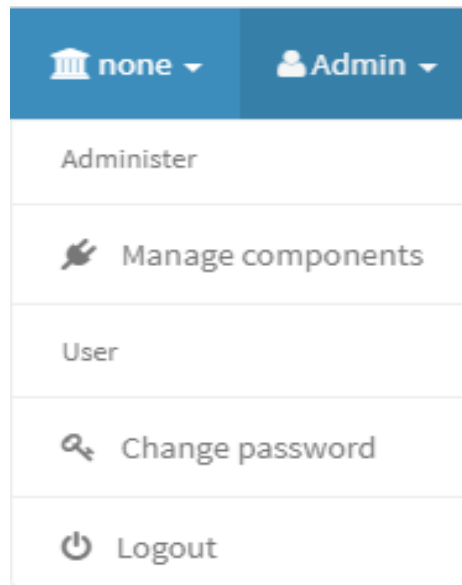 none Admin
Administer
Manage components
User
Change password
Logout